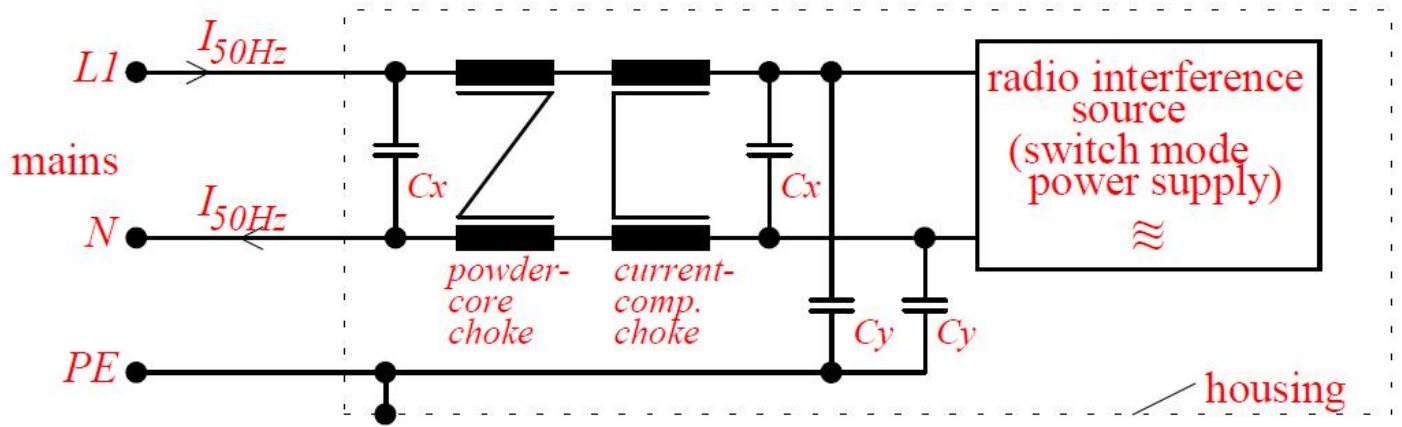 L1
I50Hz
mains
N
I50Hz
PE
Cx
powder-
core
choke
current-
comp.
choke
Cx
Cy
Cy
radio interference
source
(switch mode
power supply)
≋
housing